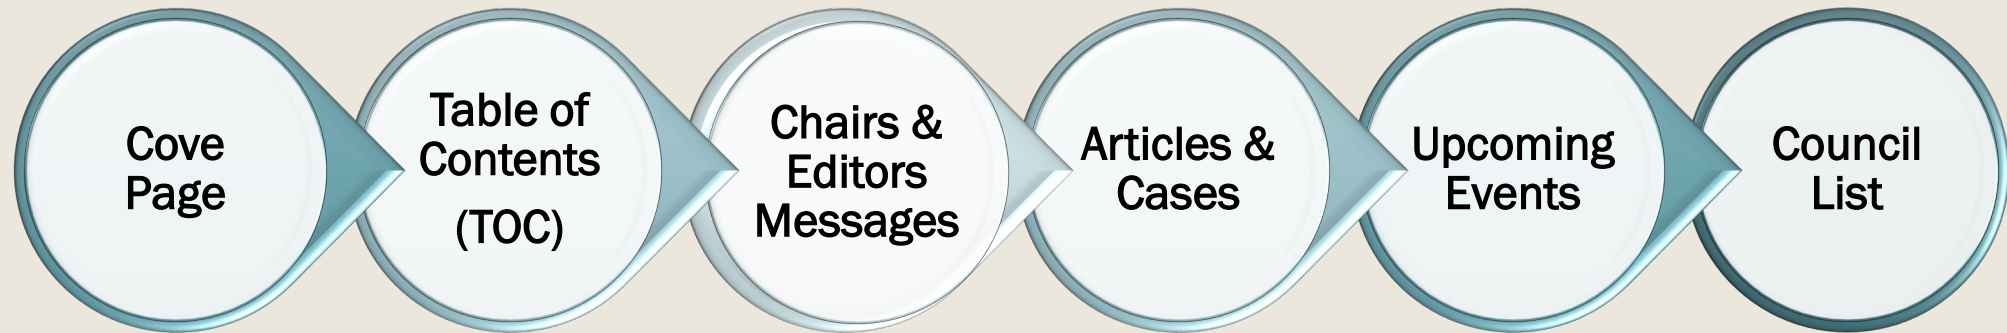 Cove
Page
Table of
Contents
(TOC)
Chairs &
Editors
Messages
Articles &
Cases
Upcoming
Events
Council
List